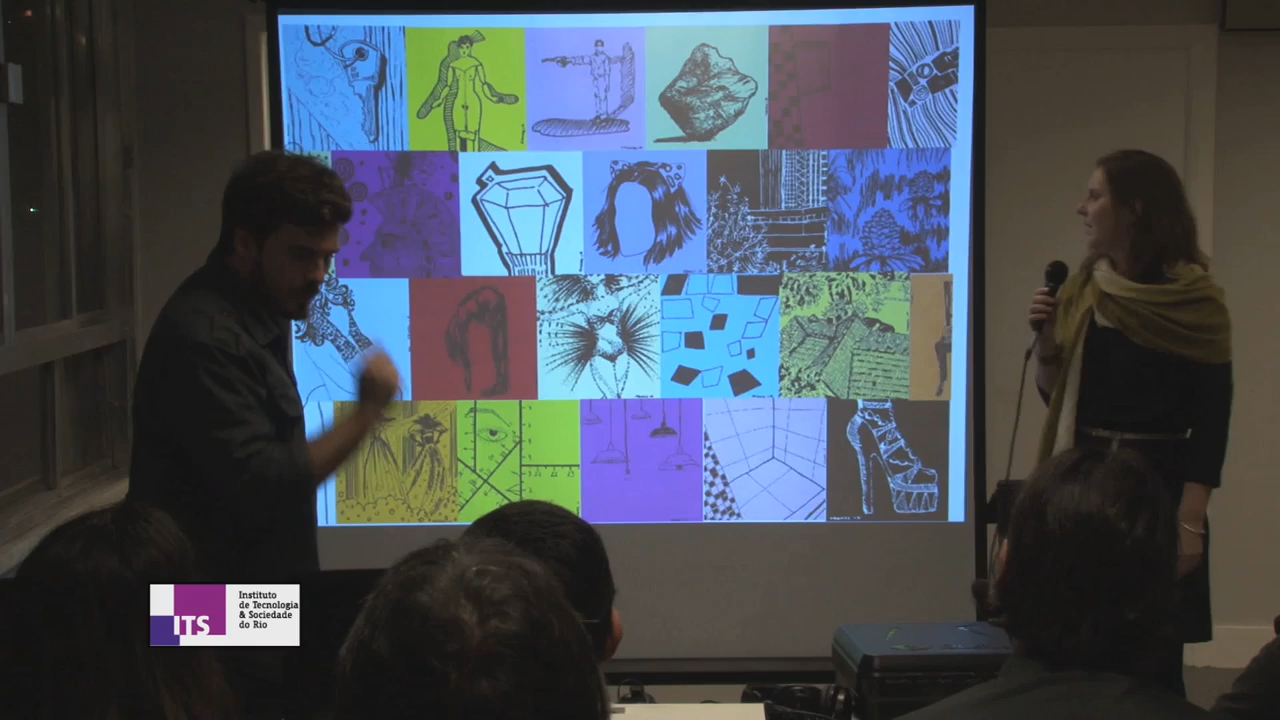 ITS
Instituto
de Tecnologia
& Sociedade
do Rio